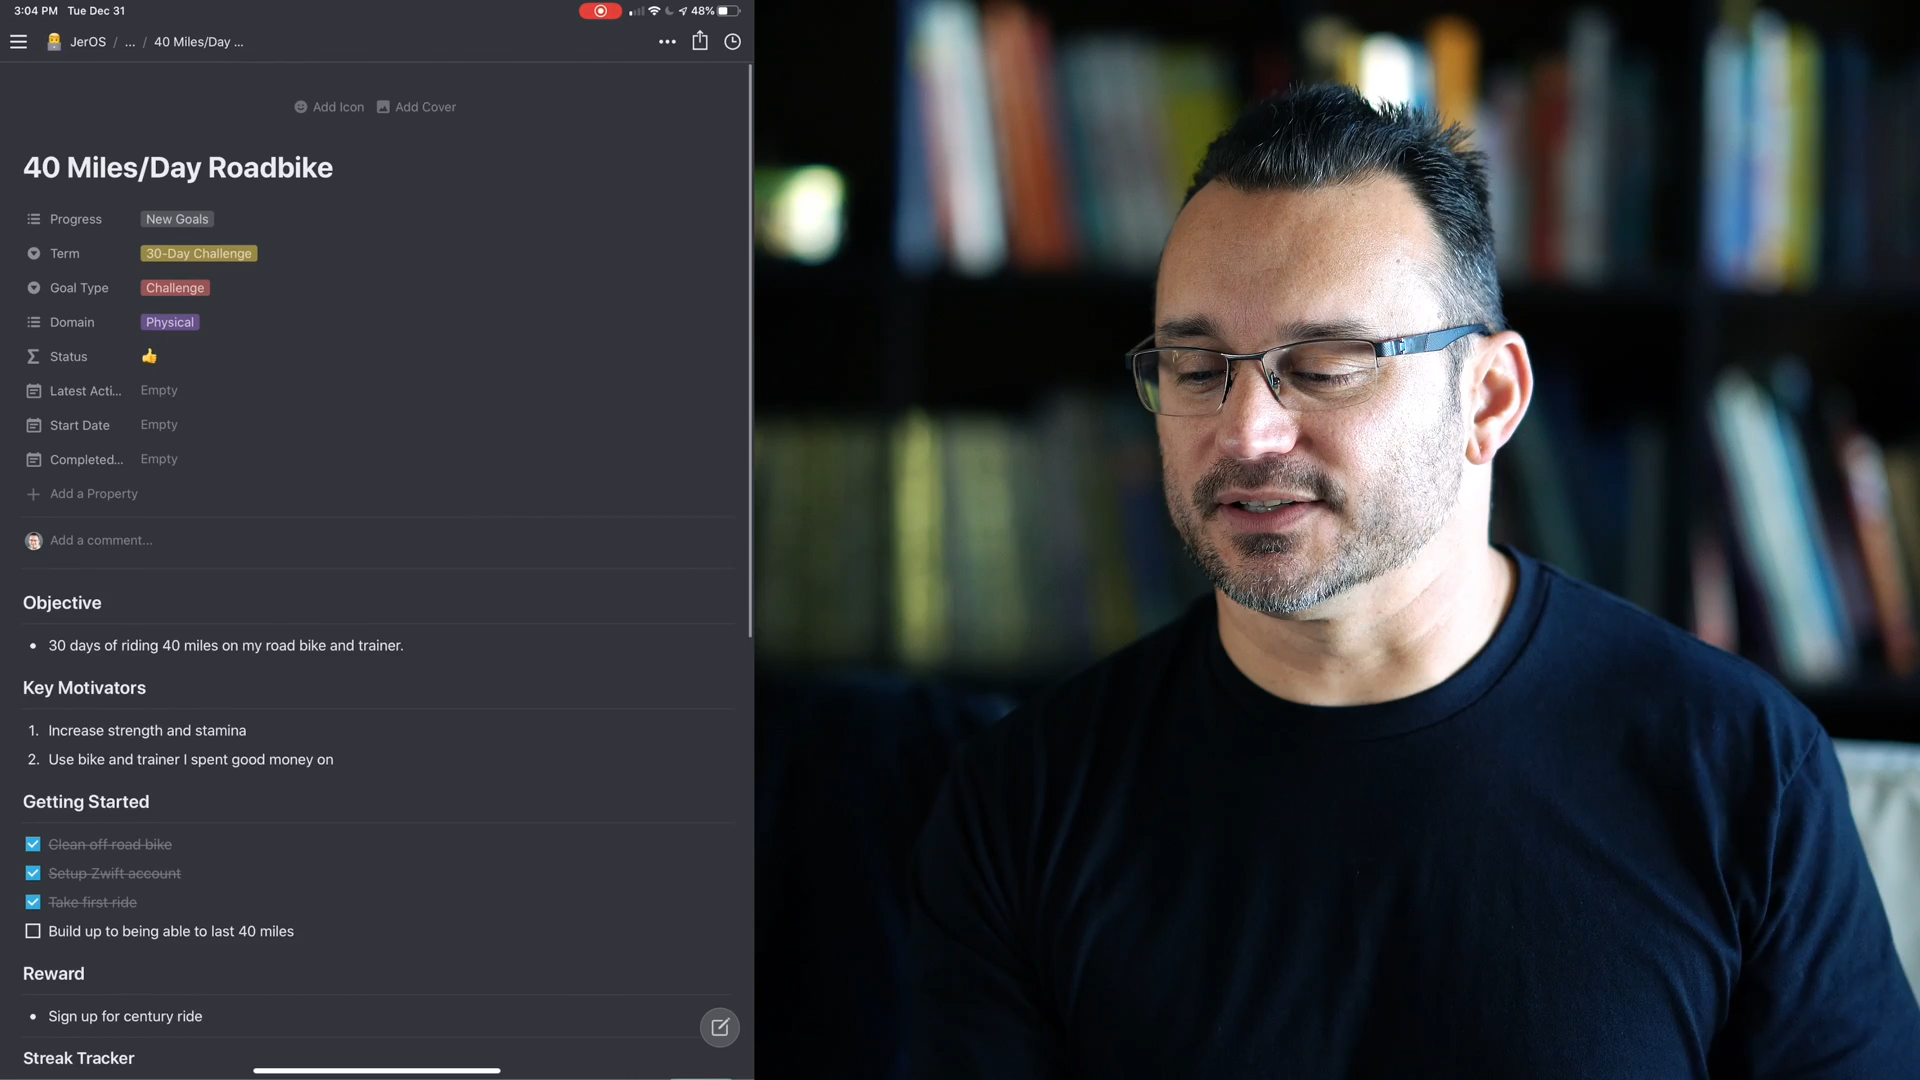 3:04 PM Tue Dec 31
48%
JerOS / ... / 40 Miles/Day ...
Add Icon Add Cover
40 Miles/Day Roadbike
Progress New Goals
Term 30-Day Challenge
Goal Type Challenge
Domain Physical
Status 👍
Latest Acti... Empty
Start Date Empty
Completed... Empty
Add a Property
Add a comment...
Objective
• 30 days of riding 40 miles on my road bike and trainer.
Key Motivators
1. Increase strength and stamina
2. Use bike and trainer I spent good money on
Getting Started
Clean off road bike
Setup Zwift account
Take first ride
Build up to being able to last 40 miles
Reward
• Sign up for century ride
Streak Tracker